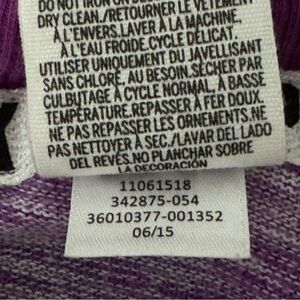 DO NOT IRON ON DECORATION. DO NOT
DRY CLEAN./RETOURNER LE VÊTEMENT
À L'ENVERS.LAVER À LA MACHINE,
À L'EAU FROIDE,CYCLE DÉLICAT.
UTILISER UNIQUEMENT DU JAVELLISANT
SANS CHLORE, AU BESOIN.SÉCHER PAR
CULBUTAGE À CYCLE NORMAL, À BASSE
TEMPÉRATURE.REPASSER À FER DOUX.
NE PAS REPASSER LES ORNEMENTS.NE
PAS NETTOYER À SEC./LAVAR DEL LADO
DEL REVÉS.NO PLANCHAR SOBRE
LA DECORACIÓN
11061518
342875-054
36010377-001352
06/15